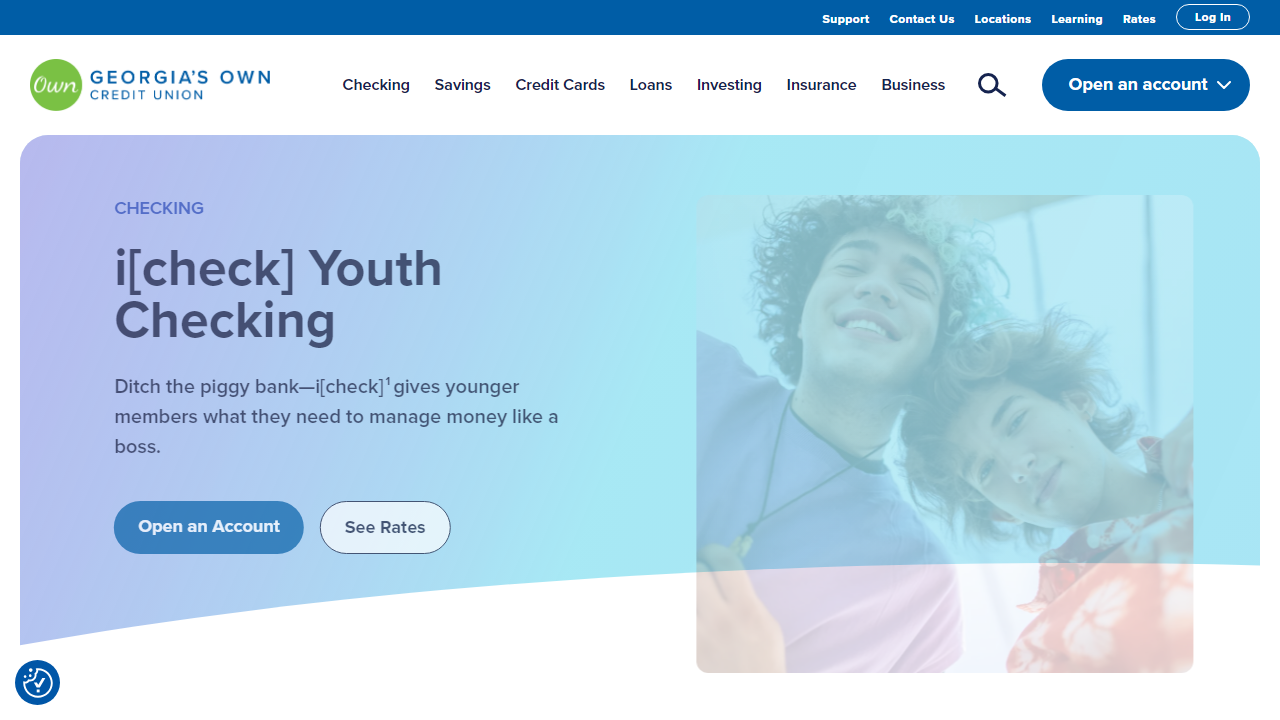 Support Contact Us Locations Learning Rates Log In
Own GEORGIA'S OWN
CREDIT UNION
Checking Savings Credit Cards Loans Investing Insurance Business Open an account
CHECKING
i[check] Youth
Checking
Ditch the piggy bank—i[check]¹ gives younger
members what they need to manage money like a
boss.
Open an Account See Rates